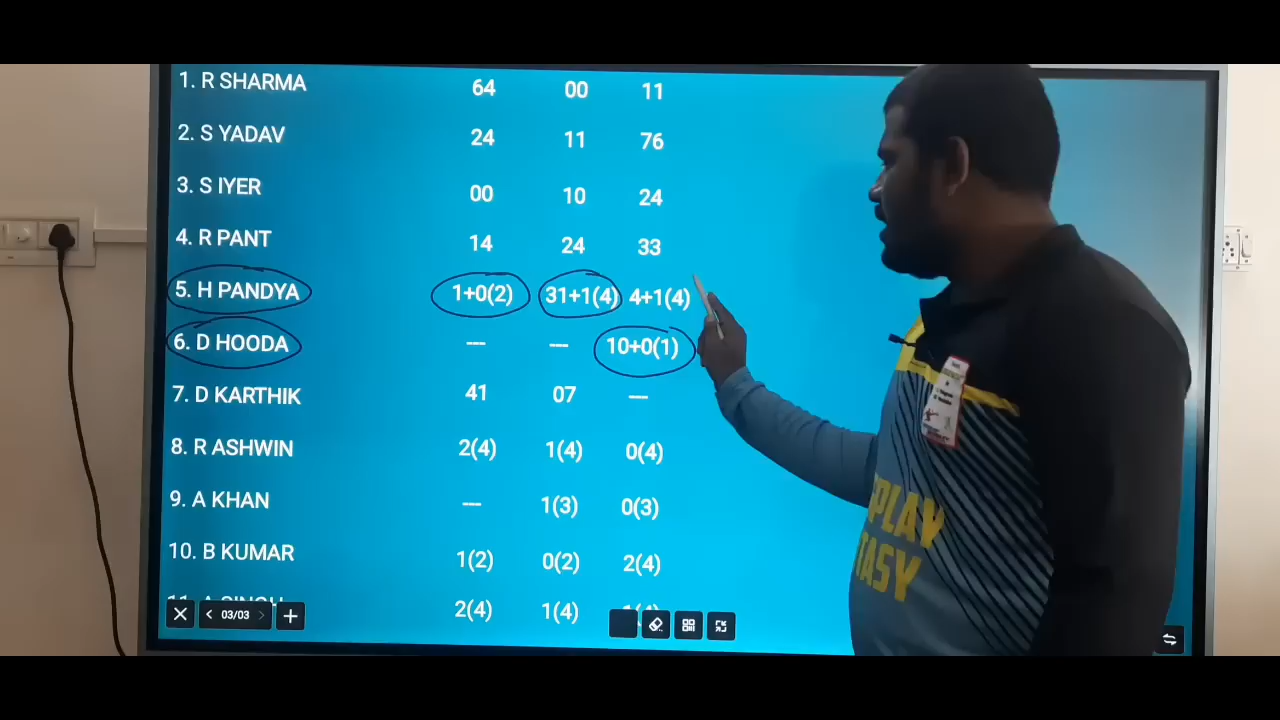 1. R SHARMA 64 00 11
2. S YADAV 24 11 76
3. S IYER 00 10 24
4. R PANT 14 24 33
5. H PANDYA 1+0(2) 31+1(4) 4+1(4)
6. D HOODA --- --- 10+0(1)
7. D KARTHIK 41 07 ---
8. R ASHWIN 2(4) 1(4) 0(4)
9. A KHAN --- 1(3) 0(3)
10. B KUMAR 1(2) 0(2) 2(4)
2(4) 1(4)
< 03/03 >
PLAY